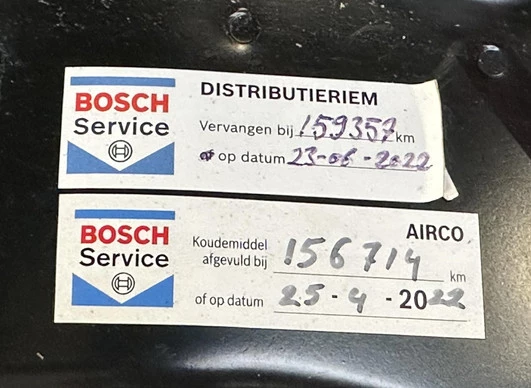 BOSCH
Service
DISTRIBUTIERIEM
Vervangen bij 159357 km
of op datum 23-06-2022
BOSCH
Service
AIRCO
Koudemiddel
afgevuld bij 156714 km
of op datum 25-4-2022